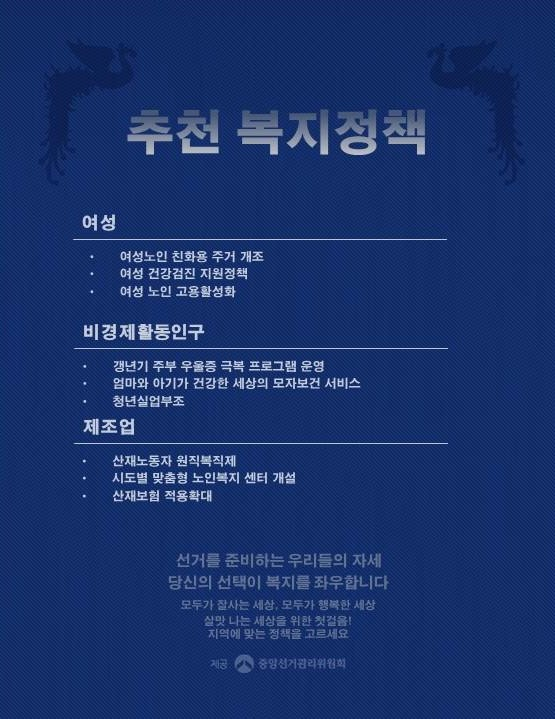 추천 복지정책
여성
• 여성노인 친화용 주거 개조
• 여성 건강검진 지원정책
• 여성 노인 고용활성화
비경제활동인구
• 갱년기 주부 우울증 극복 프로그램 운영
• 엄마와 아기가 건강한 세상의 모자보건 서비스
• 청년실업부조
제조업
• 산재노동자 원직복직제
• 시도별 맞춤형 노인복지 센터 개설
• 산재보험 적용확대
선거를 준비하는 우리들의 자세
당신의 선택이 복지를 좌우합니다
모두가 잘사는 세상, 모두가 행복한 세상
살맛 나는 세상을 위한 첫걸음!
지역에 맞는 정책을 고르세요
제공 중앙선거관리위원회